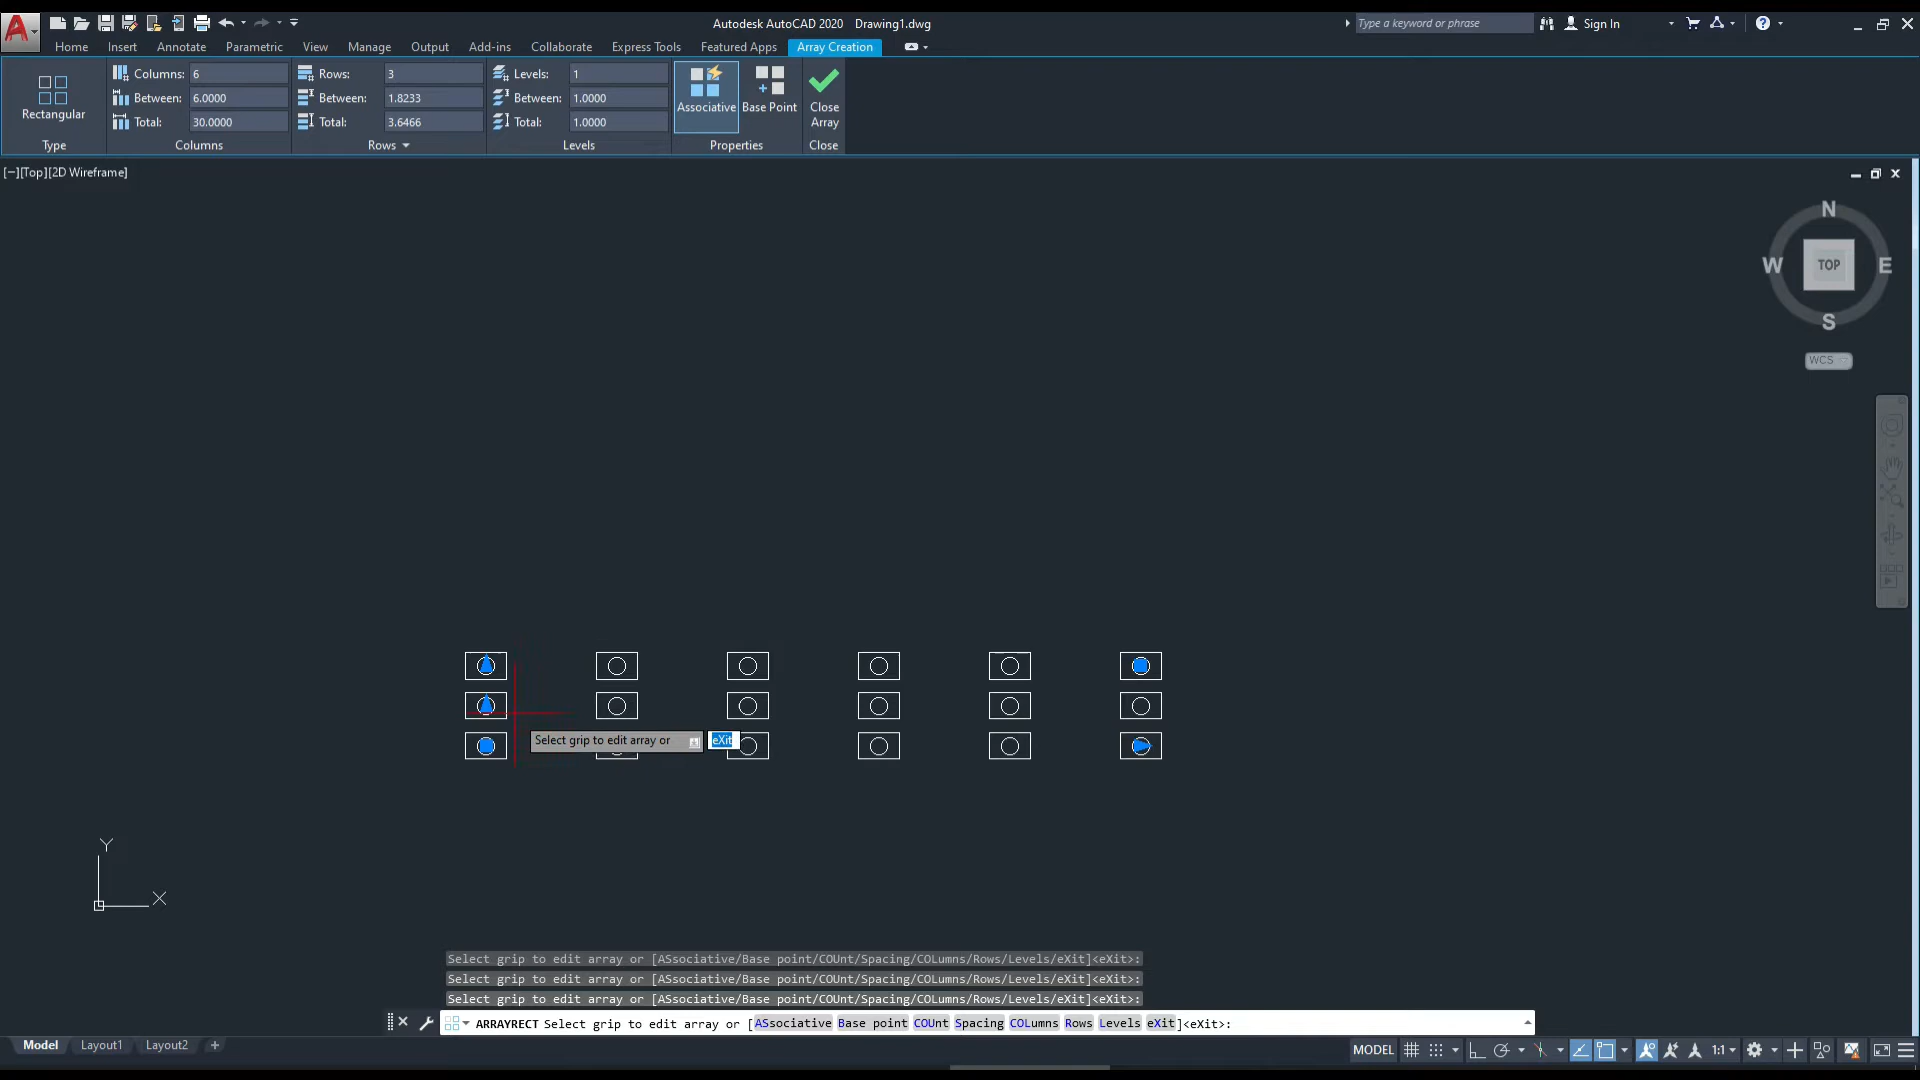 Autodesk AutoCAD 2020 Drawing1.dwg
Type a keyword or phrase
Sign In
Home Insert Annotate Parametric View Manage Output Add-ins Collaborate Express Tools Featured Apps Array Creation
Columns: 6 Rows: 3 Levels: 1
Between: 6.0000 Between: 1.8233 Between: 1.0000
Total: 30.0000 Total: 3.6466 Total: 1.0000
Rectangular
Associative
Base Point
Close
Array
Type Columns Rows Levels Properties Close
[−][Top][2D Wireframe]
N
W TOP E
S
WCS
Select grip to edit array or eXit
Y
X
Select grip to edit array or [ASsociative/Base point/COUnt/Spacing/COLumns/Rows/Levels/eXit]<eXit>:
Select grip to edit array or [ASsociative/Base point/COUnt/Spacing/COLumns/Rows/Levels/eXit]<eXit>:
Select grip to edit array or [ASsociative/Base point/COUnt/Spacing/COLumns/Rows/Levels/eXit]<eXit>:
ARRAYRECT Select grip to edit array or [ASsociative Base point COUnt Spacing COLumns Rows Levels eXit]<eXit>:
Model Layout1 Layout2 +
MODEL 1:1